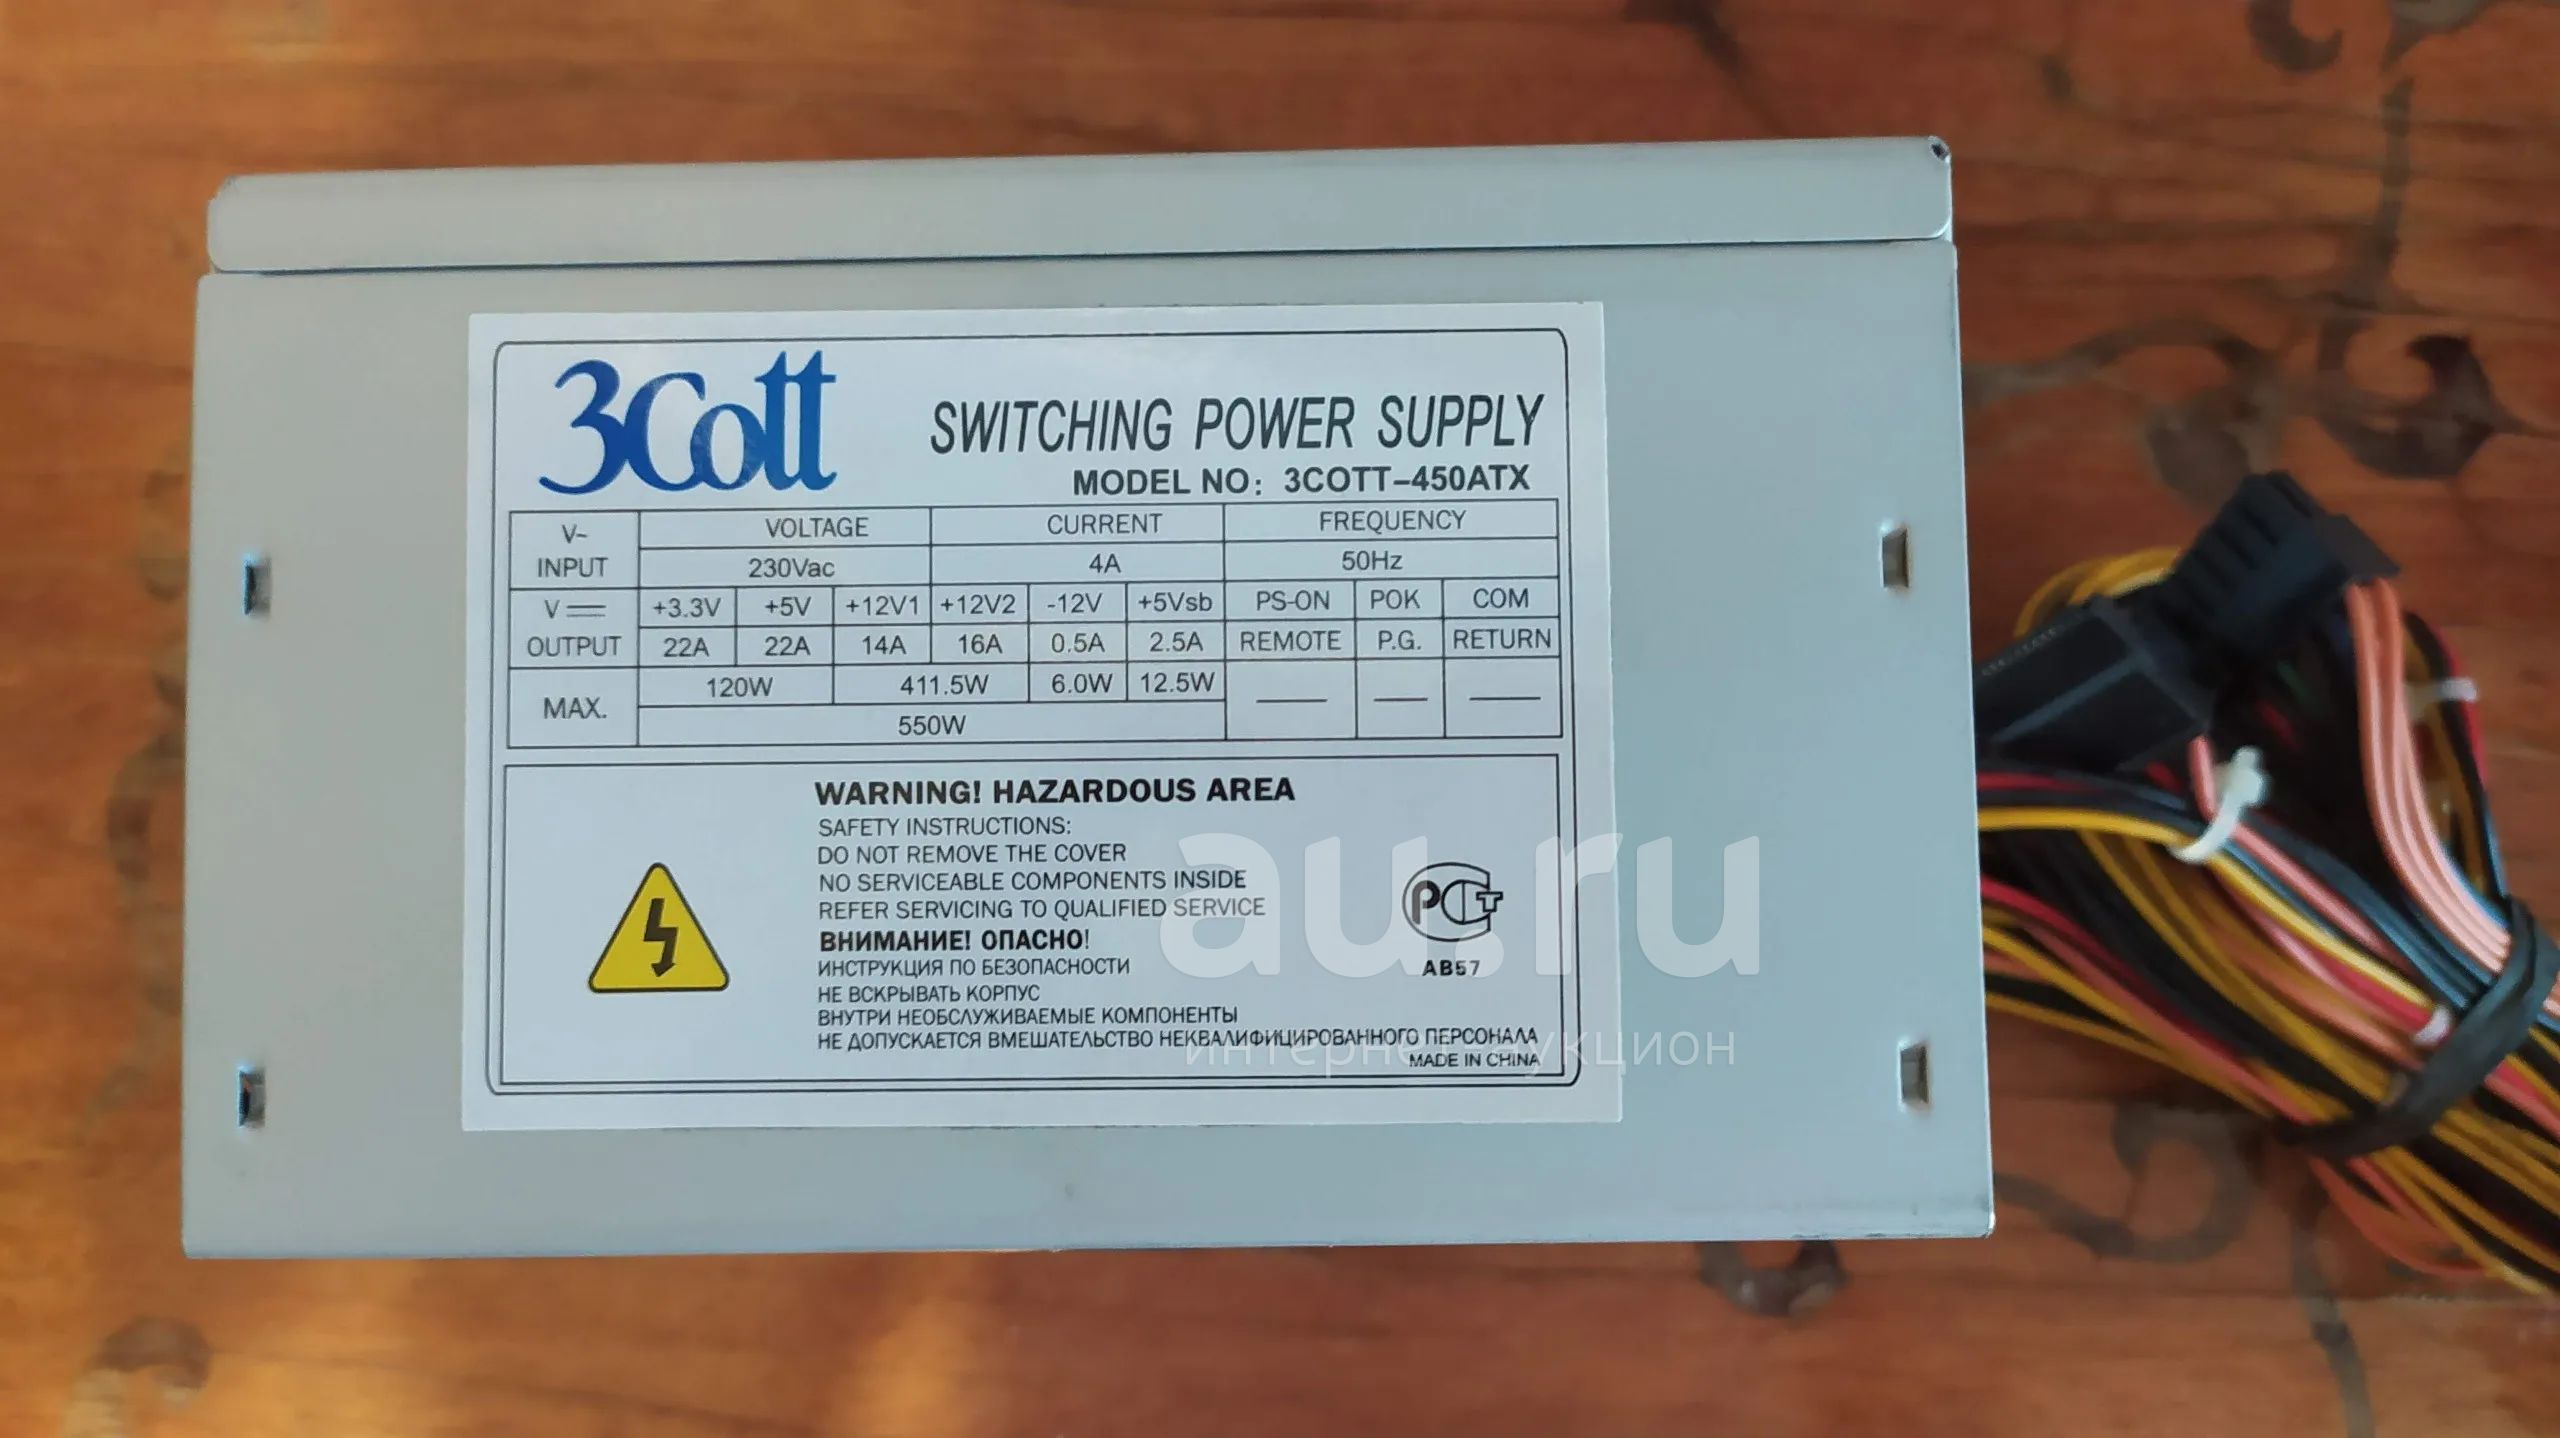 3Cott
SWITCHING POWER SUPPLY
MODEL NO: 3COTT-450ATX
V~ INPUT VOLTAGE CURRENT FREQUENCY
230Vac 4A 50Hz
V OUTPUT +3.3V +5V +12V1 +12V2 -12V +5Vsb PS-ON POK COM
22A 22A 14A 16A 0.5A 2.5A REMOTE P.G. RETURN
MAX. 120W 411.5W 6.0W 12.5W
550W
WARNING! HAZARDOUS AREA
SAFETY INSTRUCTIONS:
DO NOT REMOVE THE COVER
NO SERVICEABLE COMPONENTS INSIDE
REFER SERVICING TO QUALIFIED SERVICE
ВНИМАНИЕ! ОПАСНО!
ИНСТРУКЦИЯ ПО БЕЗОПАСНОСТИ
НЕ ВСКРЫВАТЬ КОРПУС
ВНУТРИ НЕОБСЛУЖИВАЕМЫЕ КОМПОНЕНТЫ
НЕ ДОПУСКАЕТСЯ ВМЕШАТЕЛЬСТВО НЕКВАЛИФИЦИРОВАННОГО ПЕРСОНАЛА
MADE IN CHINA
РСТ
АВ57
au.ru
интернет-аукцион